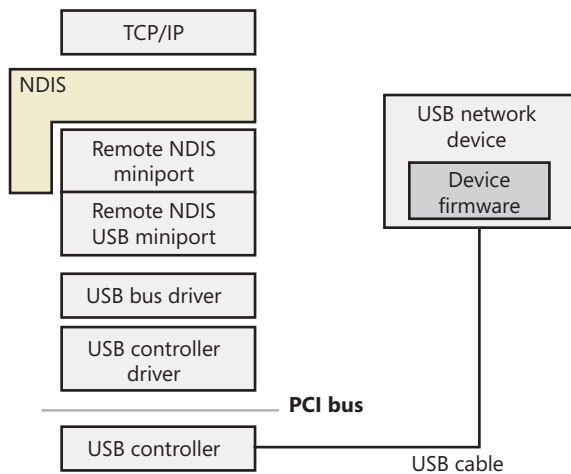 TCP/IP
NDIS
Remote NDIS
miniport
Remote NDIS
USB miniport
USB bus driver
USB controller
driver
PCI bus
USB controller
USB network
device
Device
firmware
USB cable